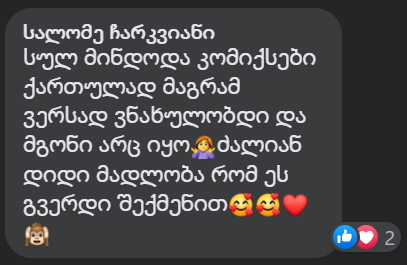 სალომე ჩარკვიანი
სულ მინდოდა კომიქსები
ქართულად მაგრამ
ვერსად ვნახულობდი და
მგონი არც იყო🤷‍♀️ძალიან
დიდი მადლობა რომ ეს
გვერდი შექმენით🥰🥰❤️
🙉
2